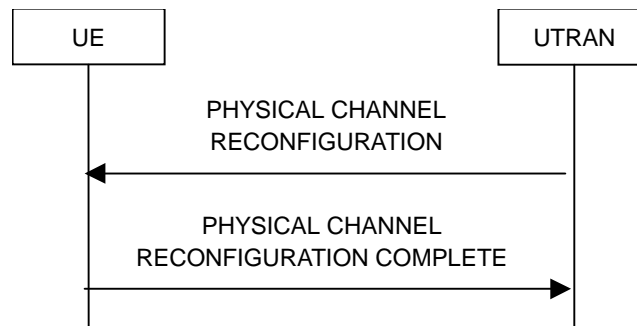 UE
UTRAN
PHYSICAL CHANNEL
RECONFIGURATION
PHYSICAL CHANNEL
RECONFIGURATION COMPLETE